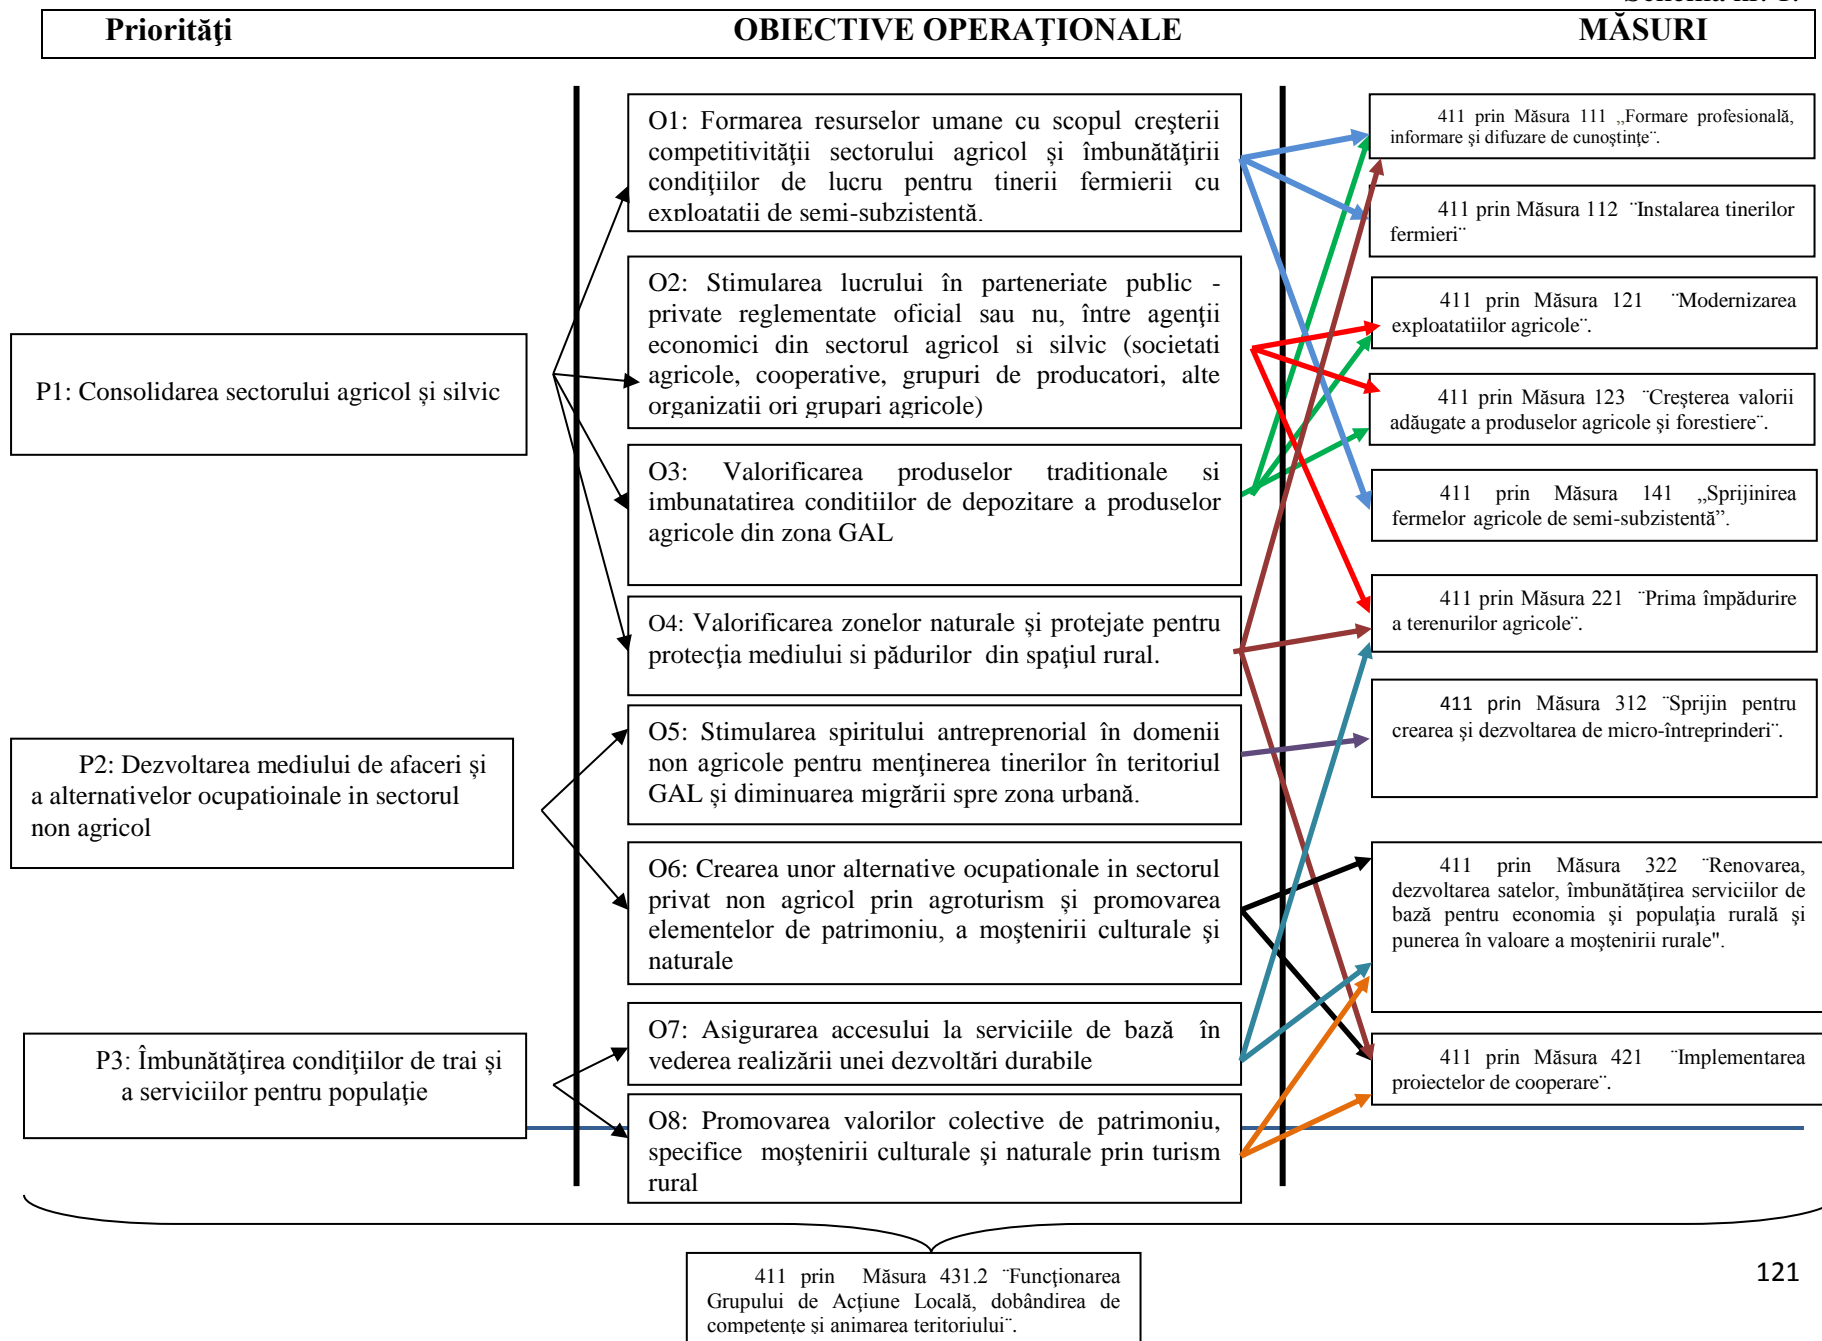 Schema nr. 1.
Priorităţi OBIECTIVE OPERAŢIONALE MĂSURI
P1: Consolidarea sectorului agricol și silvic
P2: Dezvoltarea mediului de afaceri și
a alternativelor ocupatioinale in sectorul
non agricol
P3: Îmbunătăţirea condiţiilor de trai și
a serviciilor pentru populaţie
O1: Formarea resurselor umane cu scopul creşterii
competitivităţii sectorului agricol și îmbunătăţirii
condiţiilor de lucru pentru tinerii fermierii cu
exploatatii de semi-subzistentă.
O2: Stimularea lucrului în parteneriate public -
private reglementate oficial sau nu, între agenţii
economici din sectorul agricol si silvic (societati
agricole, cooperative, grupuri de producatori, alte
organizatii ori grupari agricole)
O3: Valorificarea produselor traditionale si
imbunatatirea conditiilor de depozitare a produselor
agricole din zona GAL
O4: Valorificarea zonelor naturale și protejate pentru
protecţia mediului si pădurilor din spaţiul rural.
O5: Stimularea spiritului antreprenorial în domenii
non agricole pentru menţinerea tinerilor în teritoriul
GAL și diminuarea migrării spre zona urbană.
O6: Crearea unor alternative ocupationale in sectorul
privat non agricol prin agroturism și promovarea
elementelor de patrimoniu, a moştenirii culturale şi
naturale
O7: Asigurarea accesului la serviciile de bază în
vederea realizării unei dezvoltări durabile
O8: Promovarea valorilor colective de patrimoniu,
specifice moştenirii culturale şi naturale prin turism
rural
411 prin Măsura 111 „Formare profesională,
informare şi difuzare de cunoştinţe¨.
411 prin Măsura 112 ¨Instalarea tinerilor
fermieri¨
411 prin Măsura 121 ¨Modernizarea
exploatatiilor agricole¨.
411 prin Măsura 123 ¨Creşterea valorii
adăugate a produselor agricole şi forestiere¨.
411 prin Măsura 141 „Sprijinirea
fermelor agricole de semi-subzistentă”.
411 prin Măsura 221 ¨Prima împădurire
a terenurilor agricole¨.
411 prin Măsura 312 ¨Sprijin pentru
crearea şi dezvoltarea de micro-întreprinderi¨.
411 prin Măsura 322 ¨Renovarea,
dezvoltarea satelor, îmbunătăţirea serviciilor de
bază pentru economia şi populaţia rurală şi
punerea în valoare a moştenirii rurale".
411 prin Măsura 421 ¨Implementarea
proiectelor de cooperare¨.
411 prin Măsura 431.2 ¨Funcţionarea
Grupului de Acţiune Locală, dobândirea de
competenţe şi animarea teritoriului¨.
121